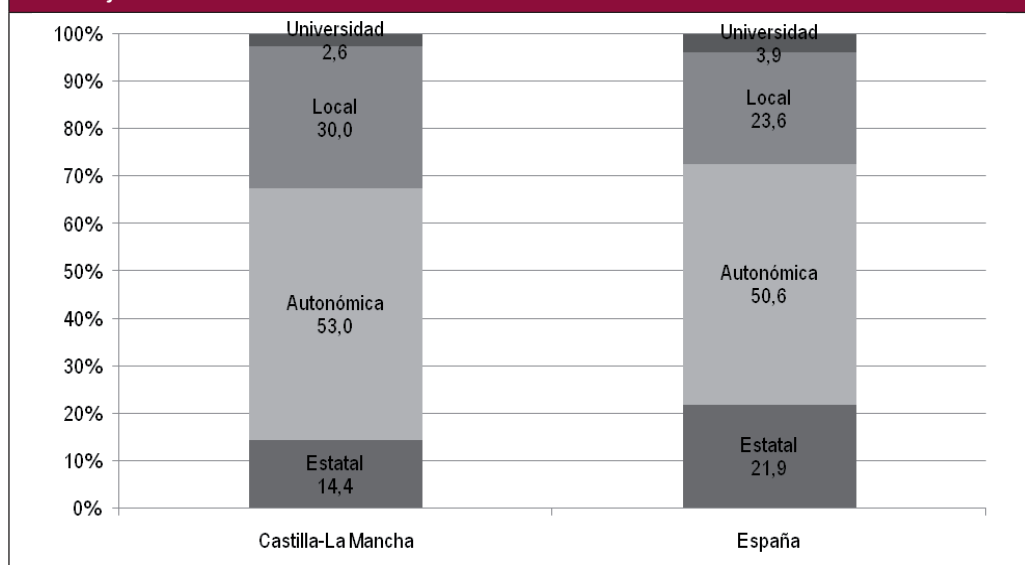 100%
90%
80%
70%
60%
50%
40%
30%
20%
10%
0%
Universidad
2,6
Local
30,0
Autonómica
53,0
Estatal
14,4
Universidad
3,9
Local
23,6
Autonómica
50,6
Estatal
21,9
Castilla-La Mancha
España